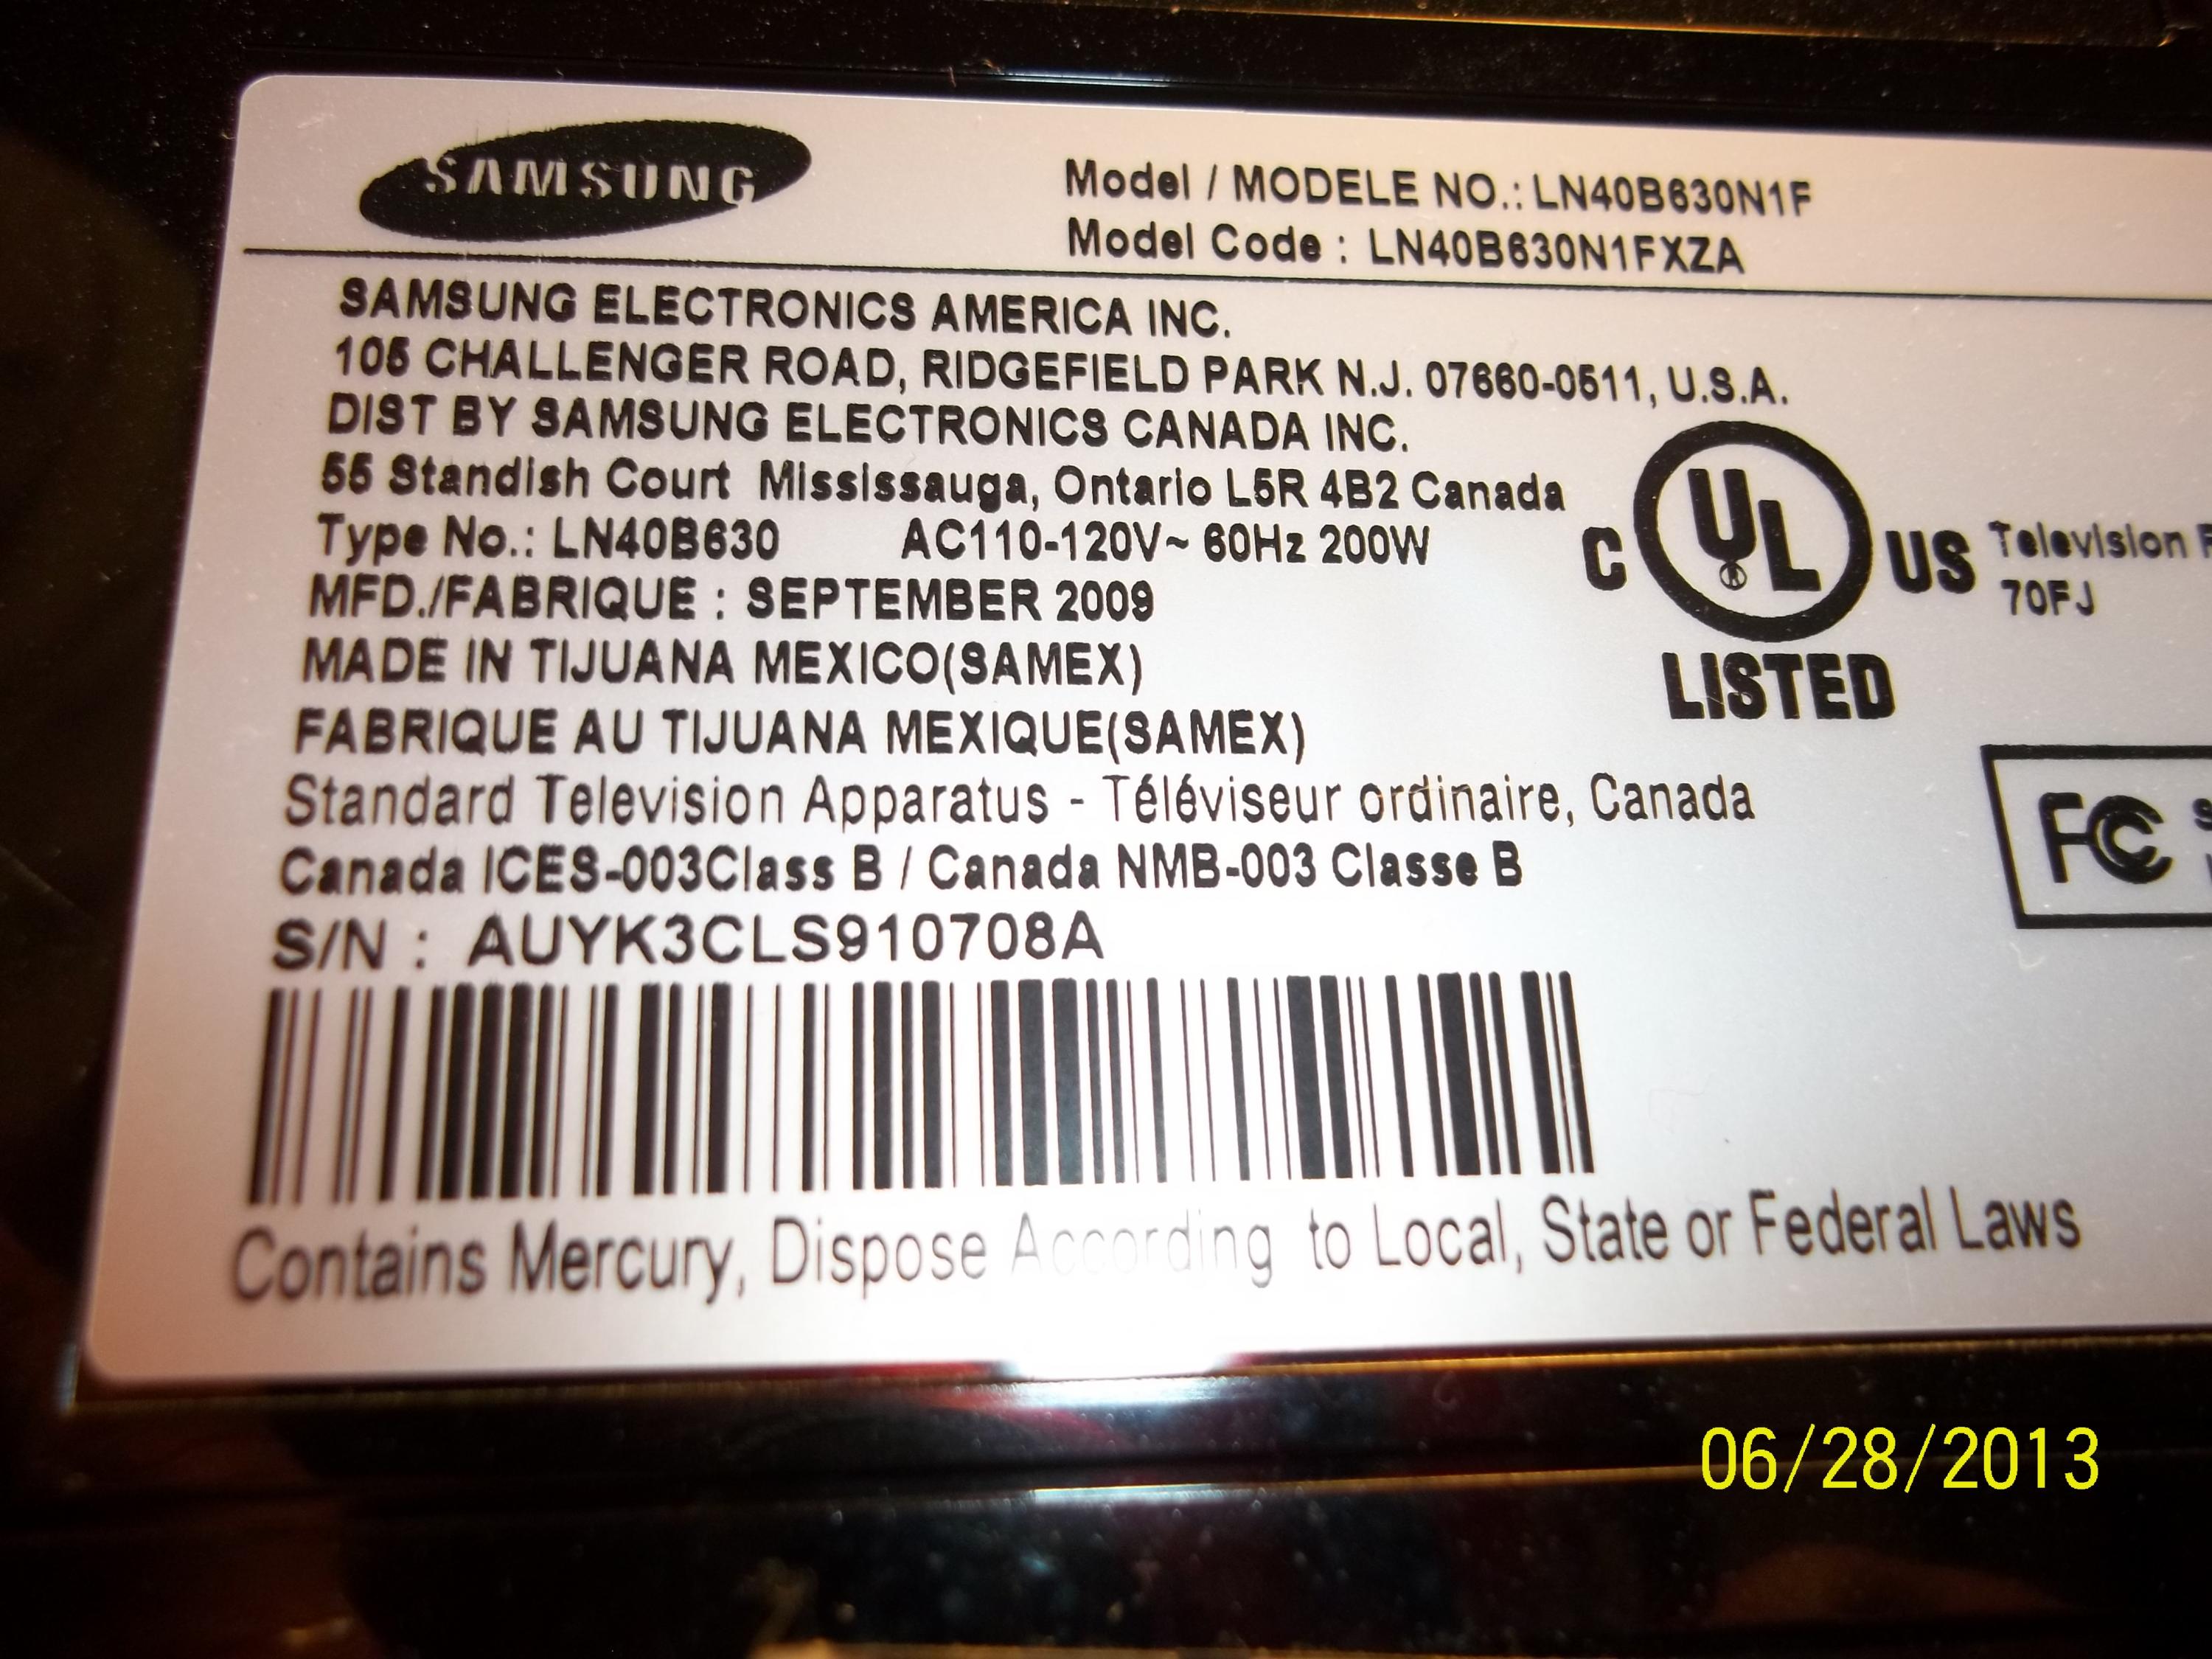 SAMSUNG
Model / MODELE NO.: LN40B630N1F
Model Code : LN40B630N1FXZA
SAMSUNG ELECTRONICS AMERICA INC.
105 CHALLENGER ROAD, RIDGEFIELD PARK N.J. 07660-0511, U.S.A.
DIST BY SAMSUNG ELECTRONICS CANADA INC.
55 Standish Court Mississauga, Ontario L5R 4B2 Canada
Type No.: LN40B630 AC110-120V~ 60Hz 200W
MFD./FABRIQUE : SEPTEMBER 2009
MADE IN TIJUANA MEXICO(SAMEX)
FABRIQUE AU TIJUANA MEXIQUE(SAMEX)
Standard Television Apparatus - Téléviseur ordinaire, Canada
Canada ICES-003Class B / Canada NMB-003 Classe B
S/N : AUYK3CLS910708A
C UL US
LISTED
Television
70FJ
FC
Contains Mercury, Dispose According to Local, State or Federal Laws
06/28/2013